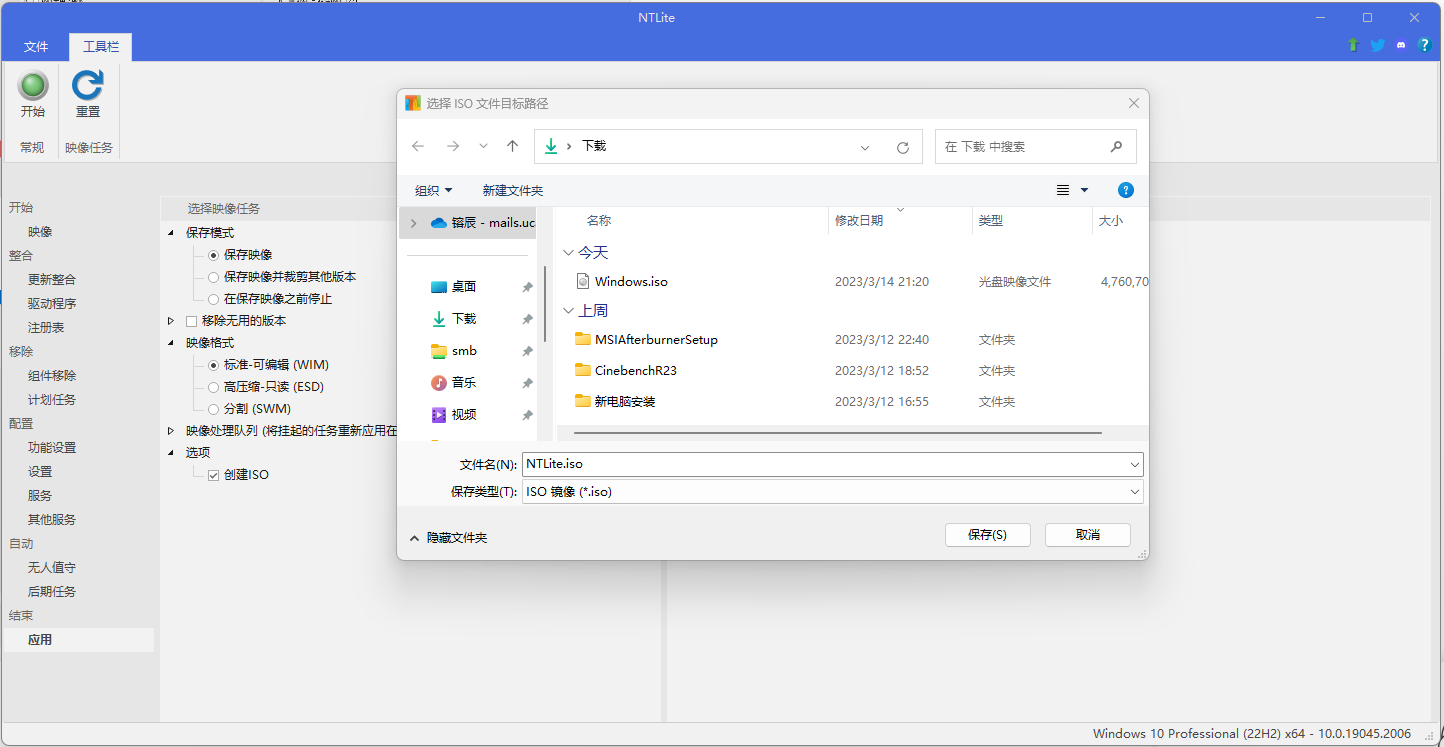 NTLite
文件 工具栏
开始 重置
常规 映像任务
开始
映像
整合
更新整合
驱动程序
注册表
移除
组件移除
计划任务
配置
功能设置
设置
服务
其他服务
自动
无人值守
后期任务
结束
应用
选择映像任务
保存模式
保存映像
保存映像并裁剪其他版本
在保存映像之前停止
移除无用的版本
映像格式
标准-可编辑 (WIM)
高压缩-只读 (ESD)
分割 (SWM)
映像处理队列 (将挂起的任务重新应用在
选项
创建ISO
选择 ISO 文件目标路径
下载
在 下载 中搜索
组织 新建文件夹
镕辰 - mails.uc
桌面
下载
smb
音乐
视频
名称 修改日期 类型 大小
今天
Windows.iso 2023/3/14 21:20 光盘映像文件 4,760,70
上周
MSIAfterburnerSetup 2023/3/12 22:40 文件夹
CinebenchR23 2023/3/12 18:52 文件夹
新电脑安装 2023/3/12 16:55 文件夹
文件名(N): NTLite.iso
保存类型(T): ISO 镜像 (*.iso)
隐藏文件夹 保存(S) 取消
Windows 10 Professional (22H2) x64 - 10.0.19045.2006